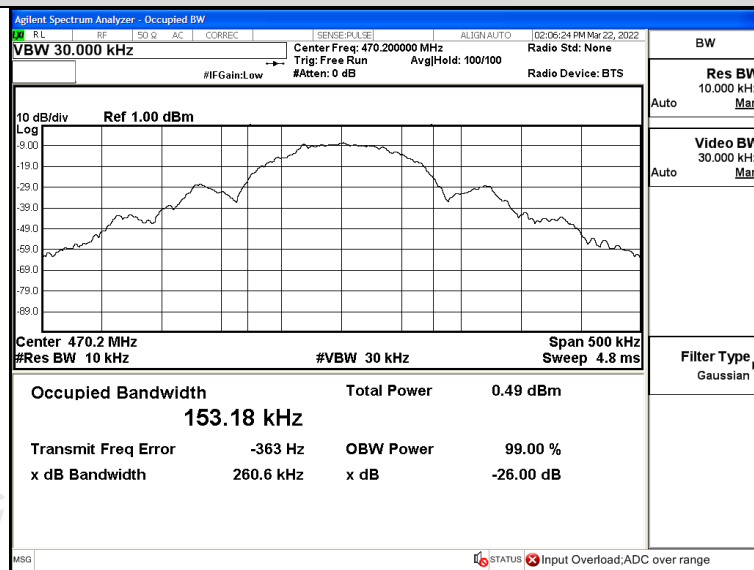 Agilent Spectrum Analyzer - Occupied BW
LXI RL RF 50 Ω AC CORREC SENSE:PULSE ALIGN AUTO 02:06:24 PM Mar 22, 2022
VBW 30.000 kHz
Center Freq: 470.200000 MHz
Radio Std: None
Trig: Free Run Avg|Hold: 100/100
#IFGain:Low
#Atten: 0 dB
Radio Device: BTS
10 dB/div Ref 1.00 dBm
Log
-9.00
-19.0
-29.0
-39.0
-49.0
-59.0
-69.0
-79.0
-89.0
Center 470.2 MHz Span 500 kHz
#Res BW 10 kHz #VBW 30 kHz Sweep 4.8 ms
Occupied Bandwidth Total Power 0.49 dBm
153.18 kHz
Transmit Freq Error -363 Hz OBW Power 99.00 %
x dB Bandwidth 260.6 kHz x dB -26.00 dB
MSG STATUS Input Overload;ADC over range
BW
Res BW
10.000 kHz
Auto Man
Video BW
30.000 kHz
Auto Man
Filter Type
Gaussian